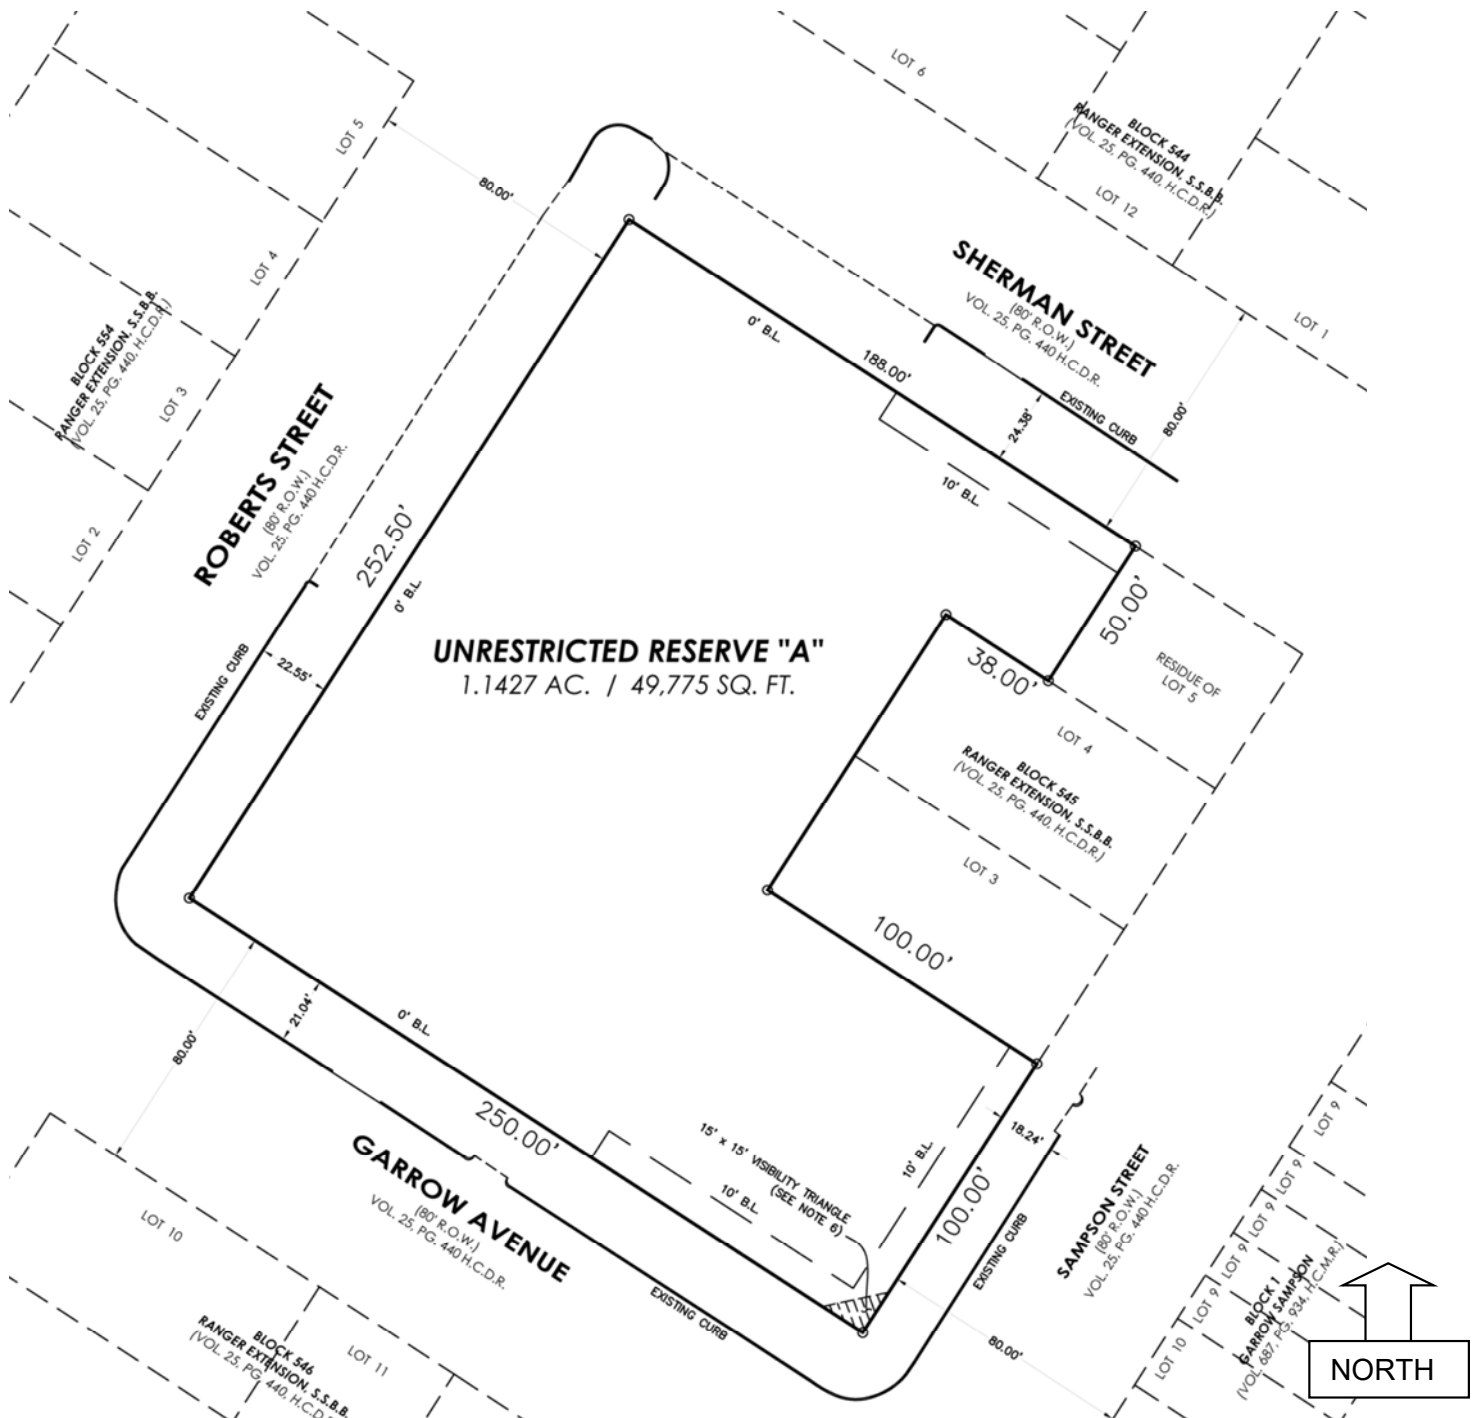 LOT 6
BLOCK 544
RANGER EXTENSION, S.S.B.B.
(VOL. 25, PG. 440, H.C.D.R.)
LOT 12
LOT 1
LOT 5
LOT 4
LOT 3
LOT 2
BLOCK 554
RANGER EXTENSION, S.S.B.B.
(VOL. 25, PG. 440, H.C.D.R.)
80.00'
SHERMAN STREET
(80' R.O.W.)
VOL. 25, PG. 440 H.C.D.R.
0' B.L.
188.00'
24.38'
EXISTING CURB
80.00'
10' B.L.
ROBERTS STREET
(80' R.O.W.)
VOL. 25, PG. 440 H.C.D.R.
252.50'
0' B.L.
22.55'
EXISTING CURB
UNRESTRICTED RESERVE "A"
1.1427 AC. / 49,775 SQ. FT.
50.00'
38.00'
RESIDUE OF
LOT 5
LOT 4
BLOCK 545
RANGER EXTENSION, S.S.B.B.
(VOL. 25, PG. 440, H.C.D.R.)
LOT 3
100.00'
0' B.L.
21.04'
80.00'
250.00'
GARROW AVENUE
(80' R.O.W.)
VOL. 25, PG. 440 H.C.D.R.
15' x 15' VISIBILITY TRIANGLE
(SEE NOTE 6)
10' B.L.
10' B.L.
18.24'
100.00'
EXISTING CURB
EXISTING CURB
SAMPSON STREET
(80' R.O.W.)
VOL. 25, PG. 440 H.C.D.R.
80.00'
LOT 10
BLOCK 546
RANGER EXTENSION, S.S.B.B.
(VOL. 25, PG. 440, H.C.D.R.)
LOT 11
LOT 9
LOT 9
LOT 9
LOT 9
LOT 9
LOT 10
BLOCK 1
GARROW SAMPSON
(VOL. 687, PG. 934, H.C.M.R.)
NORTH